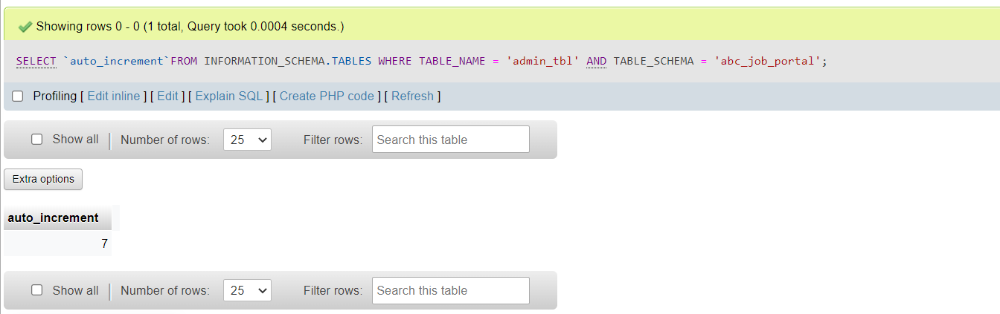 Showing rows 0 - 0 (1 total, Query took 0.0004 seconds.)
SELECT `auto_increment`FROM INFORMATION_SCHEMA.TABLES WHERE TABLE_NAME = 'admin_tbl' AND TABLE_SCHEMA = 'abc_job_portal';
Profiling [ Edit inline ] [ Edit ] [ Explain SQL ] [ Create PHP code ] [ Refresh ]
Show all Number of rows: 25 Filter rows: Search this table
Extra options
auto_increment
7
Show all Number of rows: 25 Filter rows: Search this table